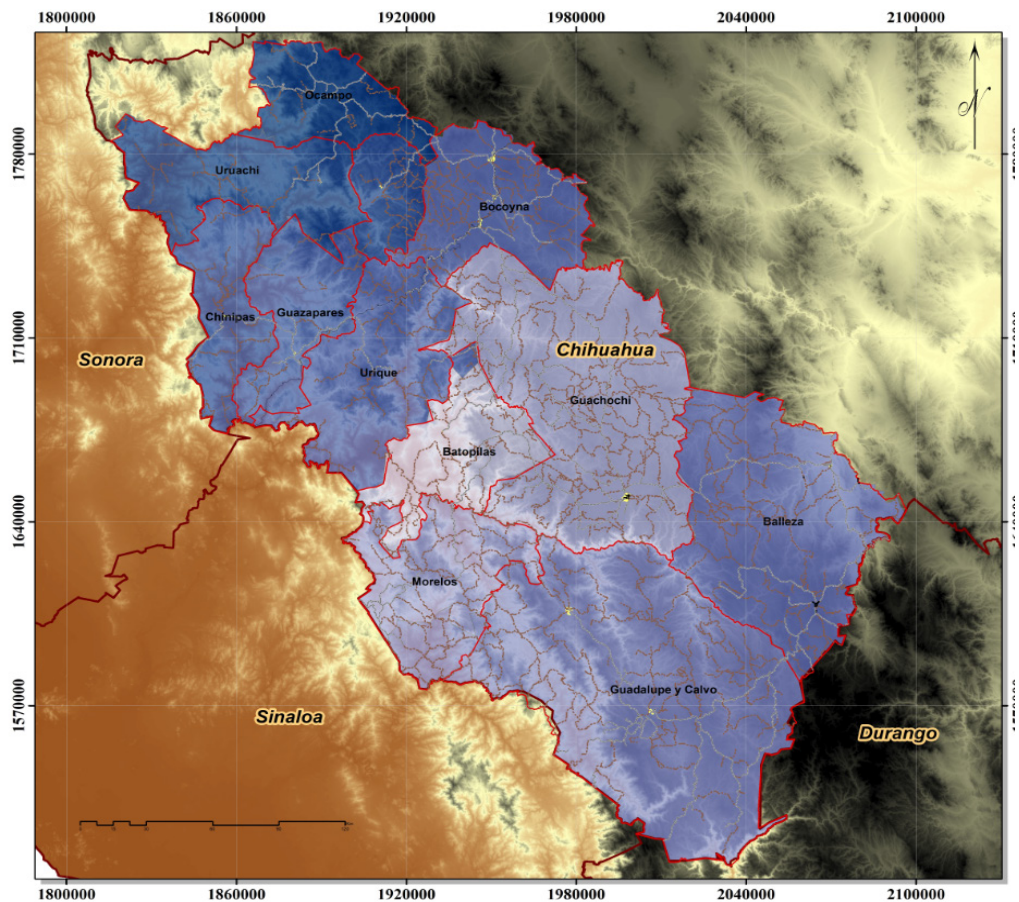 1800000 1860000 1920000 1980000 2040000 2100000
N
Ocampo
1780000
Uruachi
Bocoyna
Chínipas
Guazapares
1710000
Sonora
Chihuahua
Urique
Guachochi
Batopilas
1640000
Balleza
Morelos
Guadalupe y Calvo
1570000
Sinaloa
Durango
1800000 1860000 1920000 1980000 2040000 2100000